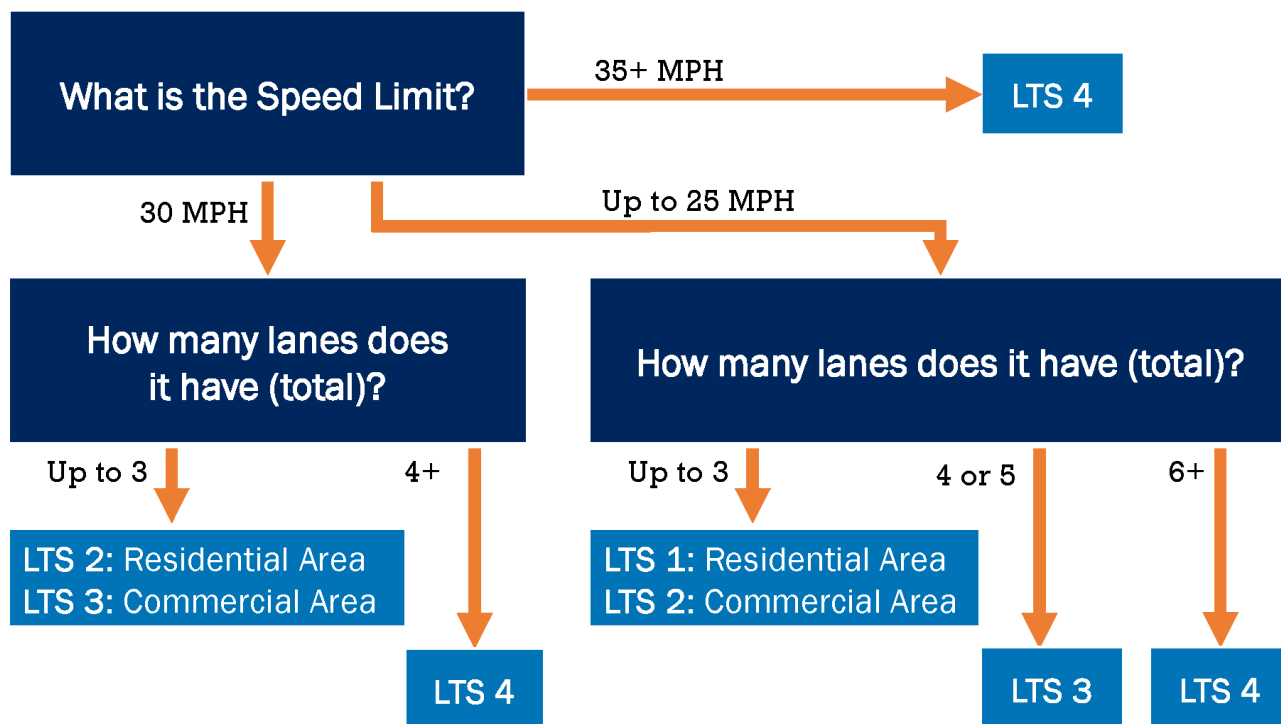 What is the Speed Limit?
35+ MPH
LTS 4
30 MPH
Up to 25 MPH
How many lanes does
it have (total)?
How many lanes does it have (total)?
Up to 3
4+
Up to 3
4 or 5
6+
LTS 2: Residential Area
LTS 3: Commercial Area
LTS 1: Residential Area
LTS 2: Commercial Area
LTS 4
LTS 3
LTS 4